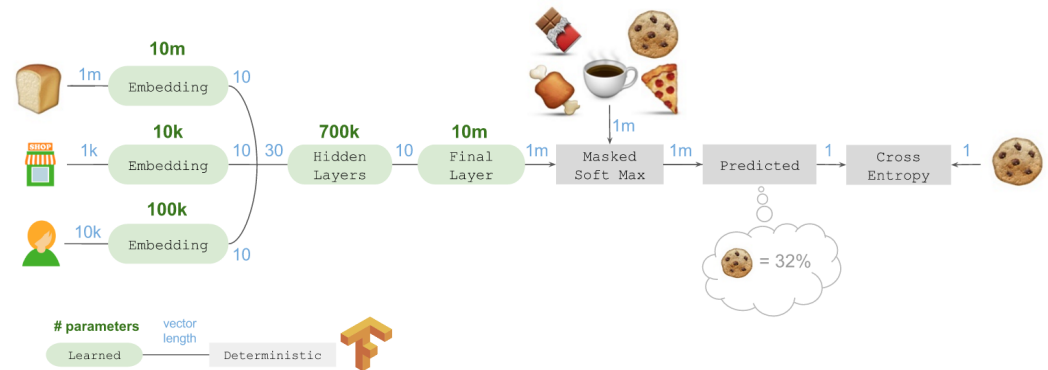 10m
1m
Embedding
10
SHOP
10k
1k
Embedding
10
30
100k
10k
Embedding
10
700k
Hidden
Layers
10
10m
Final
Layer
1m
1m
Masked
Soft Max
1m
Predicted
1
Cross
Entropy
1
= 32%
# parameters
vector
length
Learned
Deterministic